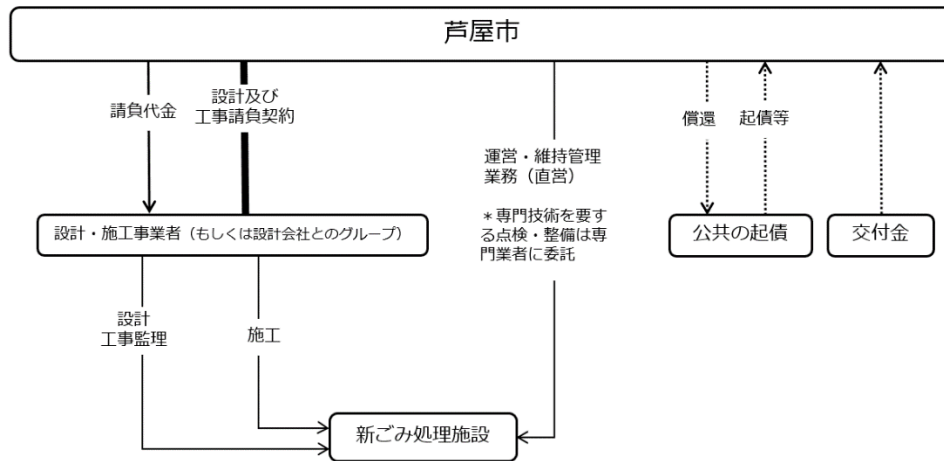 芦屋市
請負代金
設計及び
工事請負契約
運営・維持管理
業務（直営）
＊専門技術を要す
る点検・整備は専
門業者に委託
償還
起債等
設計・施工事業者（もしくは設計会社とのグループ）
公共の起債
交付金
設計
工事監理
施工
新ごみ処理施設